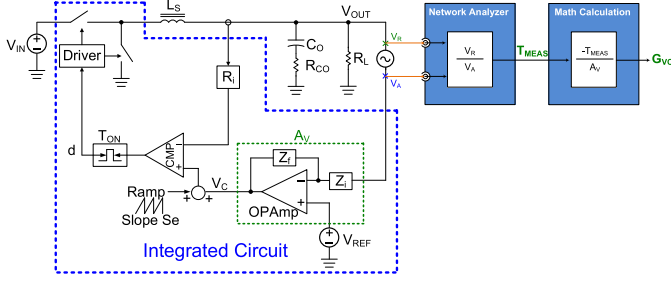 L_S
V_OUT
Network Analyzer
Math Calculation
V_IN
Driver
R_i
C_O
R_CO
R_L
V_R
V_A
V_R
V_A
T_MEAS
-T_MEAS
A_V
G_VC
T_ON
d
CMP
A_V
Z_f
Z_i
V_C
OPAmp
Ramp
Slope Se
V_REF
Integrated Circuit